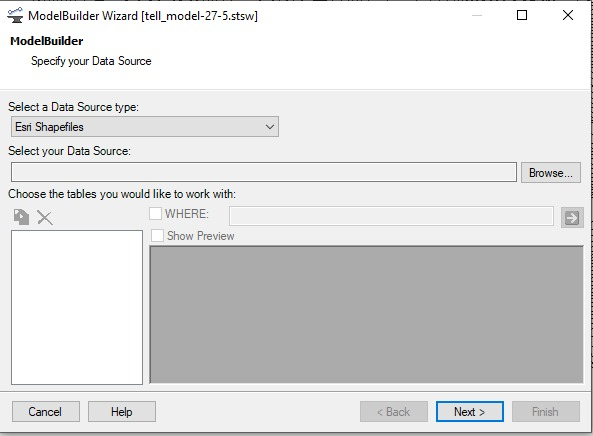 ModelBuilder Wizard [tell_model-27-5.stsw]
ModelBuilder
Specify your Data Source
Select a Data Source type:
Esri Shapefiles
Select your Data Source:
Browse...
Choose the tables you would like to work with:
WHERE:
Show Preview
Cancel Help < Back Next > Finish